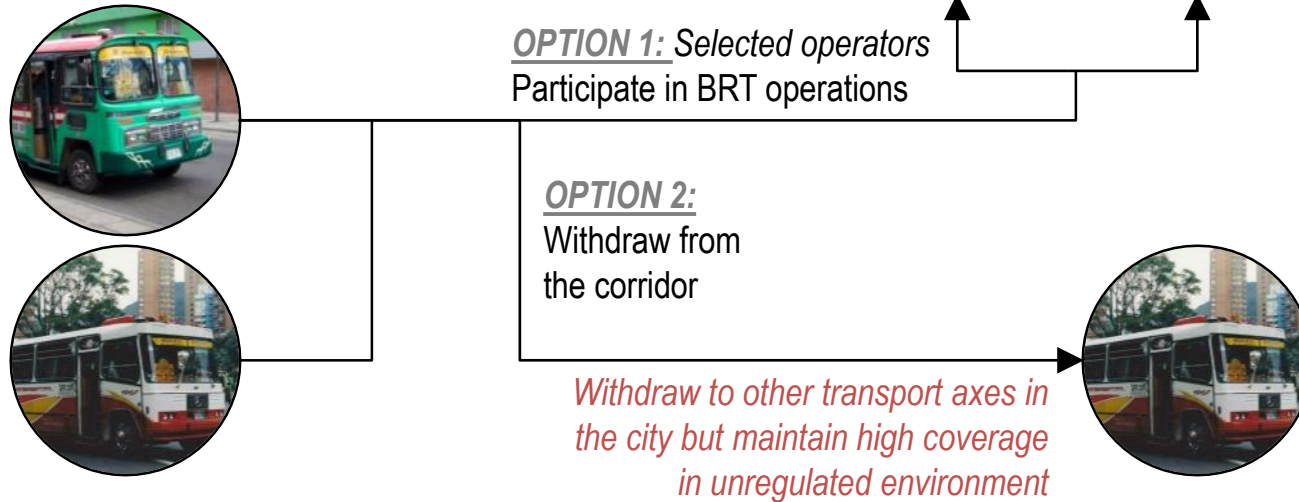 OPTION 1: Selected operators
Participate in BRT operations
OPTION 2:
Withdraw from
the corridor
Withdraw to other transport axes in
the city but maintain high coverage
in unregulated environment